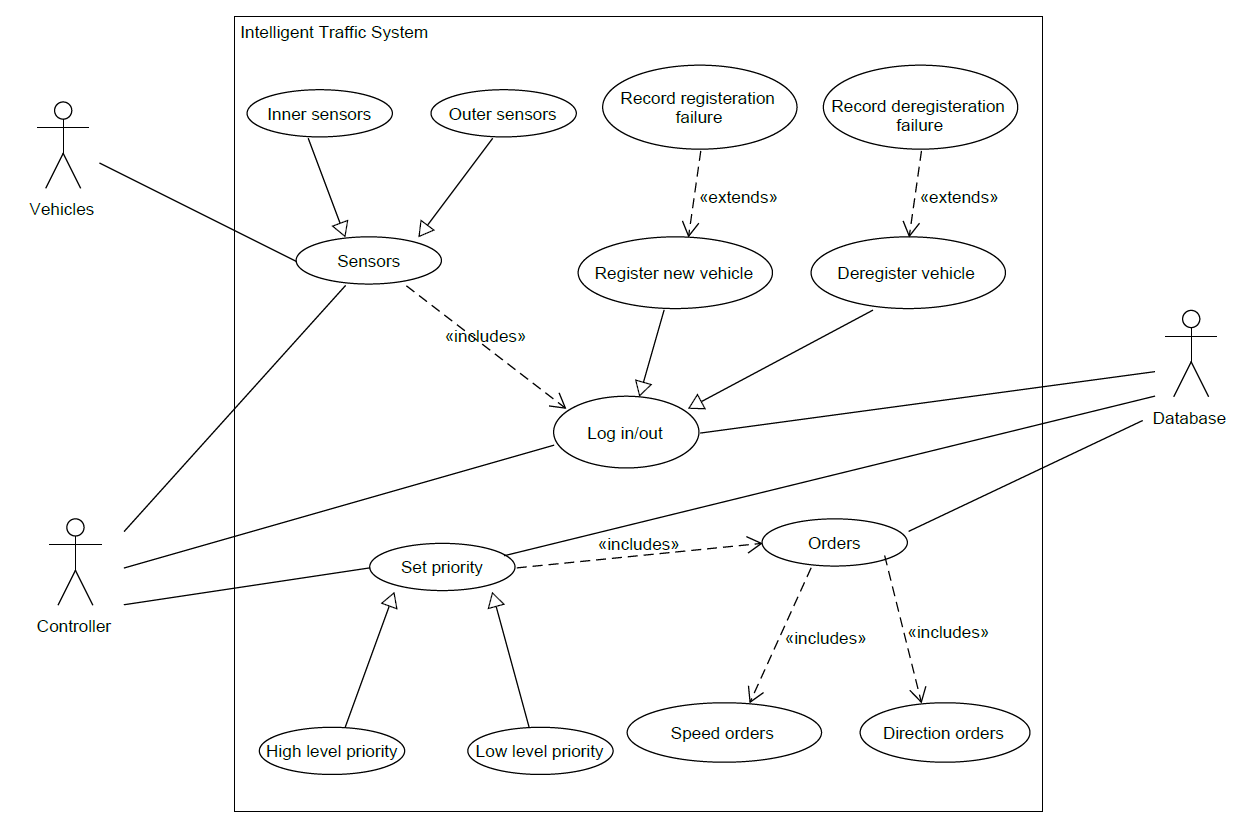 Intelligent Traffic System
Inner sensors
Outer sensors
Record registeration
failure
Record deregisteration
failure
Vehicles
«extends»
«extends»
Sensors
Register new vehicle
Deregister vehicle
«includes»
Database
Log in/out
Controller
Set priority
«includes»
Orders
«includes»
«includes»
High level priority
Low level priority
Speed orders
Direction orders